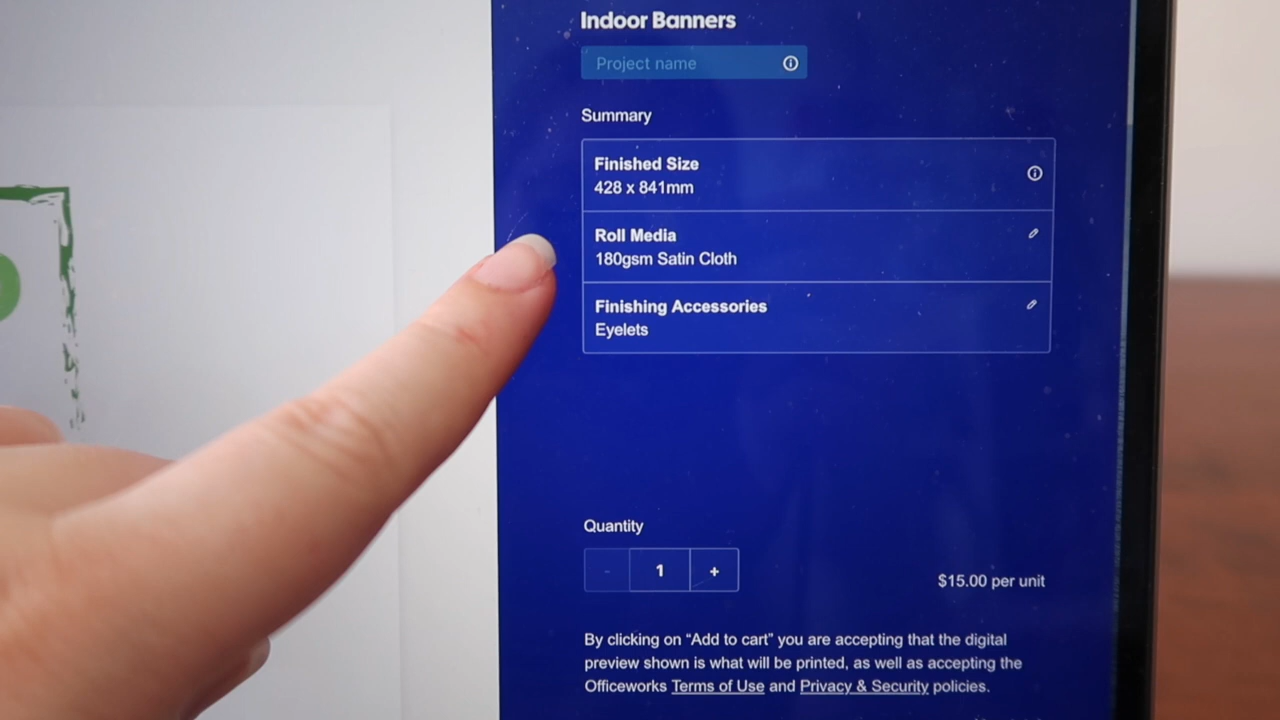 Indoor Banners
Project name
Summary
Finished Size
428 x 841mm
Roll Media
180gsm Satin Cloth
Finishing Accessories
Eyelets
Quantity
- 1 +
$15.00 per unit
By clicking on “Add to cart” you are accepting that the digital
preview shown is what will be printed, as well as accepting the
Officeworks Terms of Use and Privacy & Security policies.